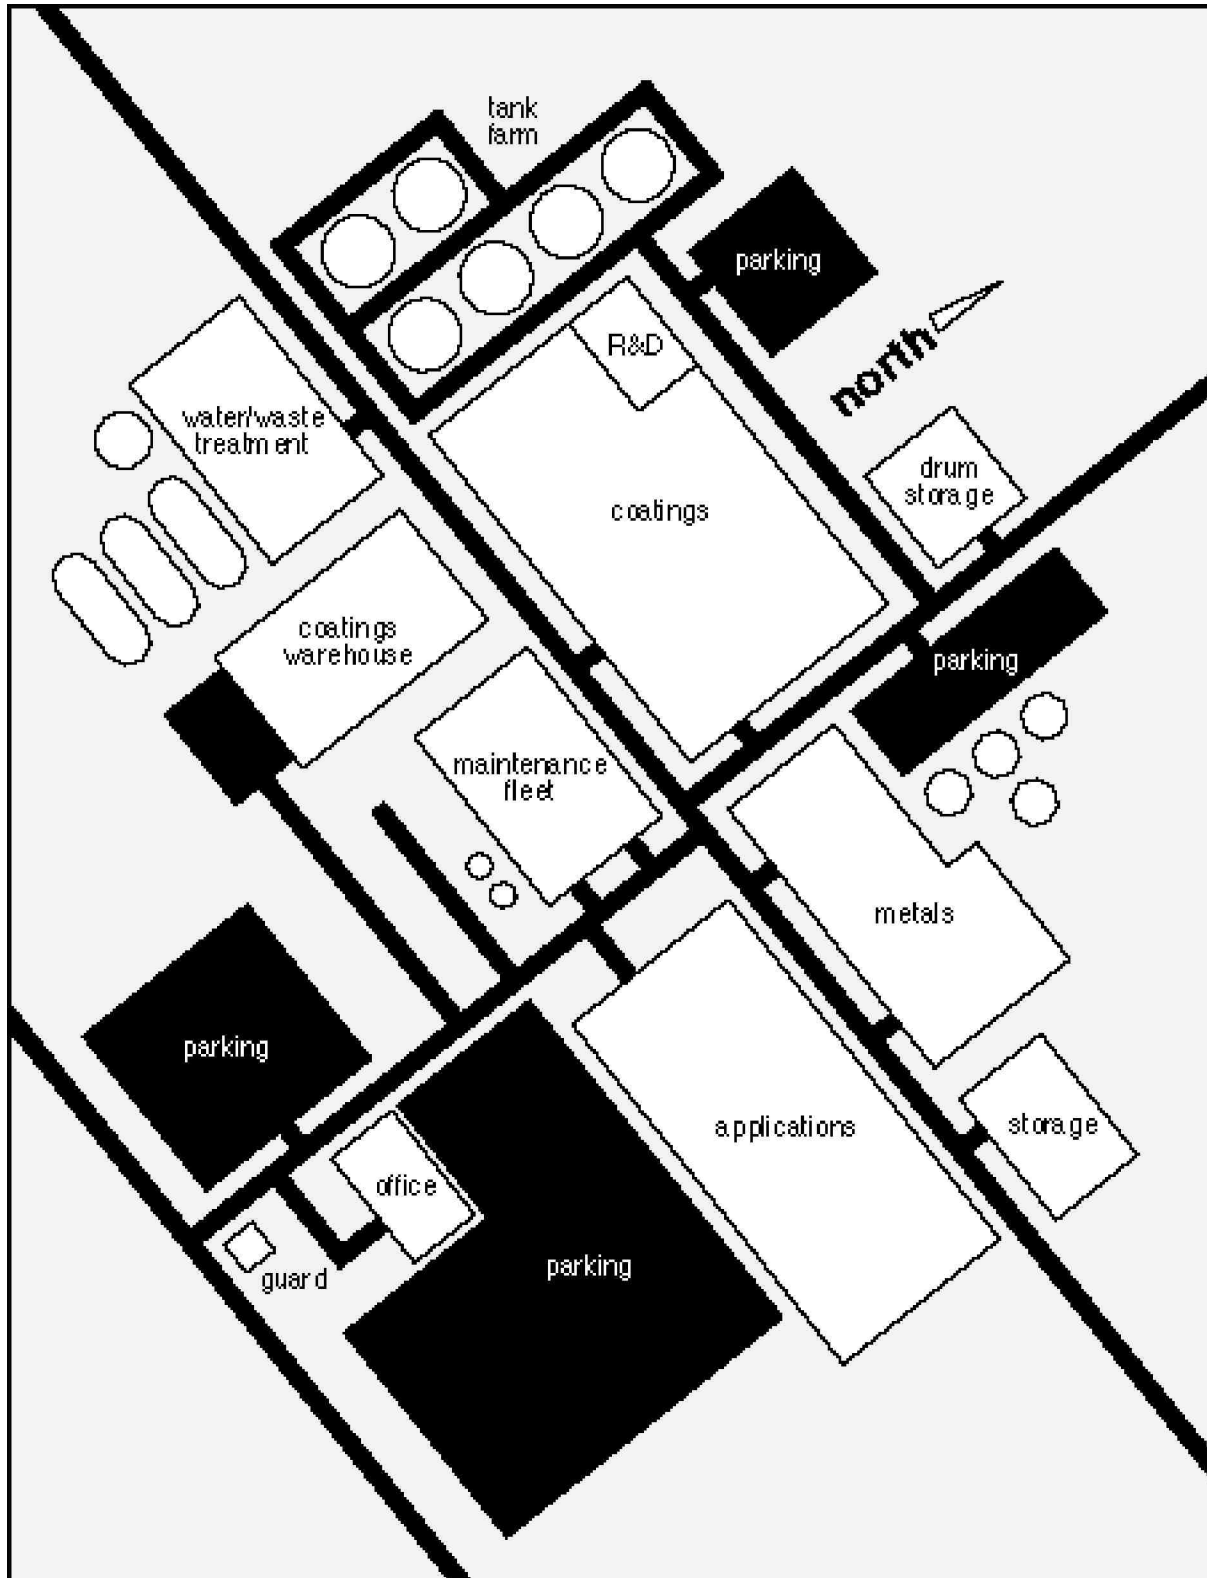 tank
farm
parking
R&D
north
water/waste
treatment
drum
storage
coatings
coatings
warehouse
parking
maintenance
fleet
metals
parking
applications
storage
office
parking
guard